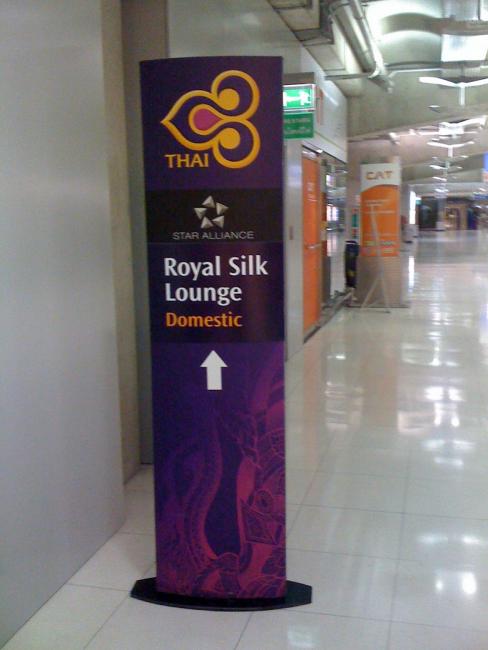 THAI
STAR ALLIANCE
Royal Silk
Lounge
Domestic
CAT